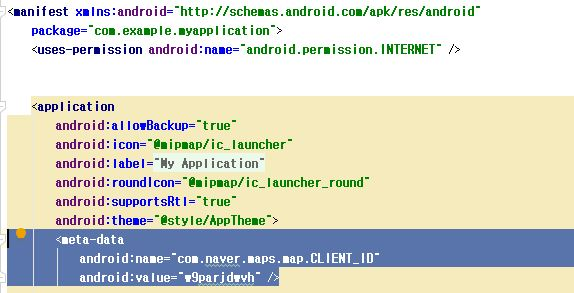 <manifest xmlns:android="http://schemas.android.com/apk/res/android"
package="com.example.myapplication">
<uses-permission android:name="android.permission.INTERNET" />
<application
android:allowBackup="true"
android:icon="@mipmap/ic_launcher"
android:label="My Application"
android:roundIcon="@mipmap/ic_launcher_round"
android:supportsRtl="true"
android:theme="@style/AppTheme">
<meta-data
android:name="com.naver.maps.map.CLIENT_ID"
android:value="w9parjdwvh" />